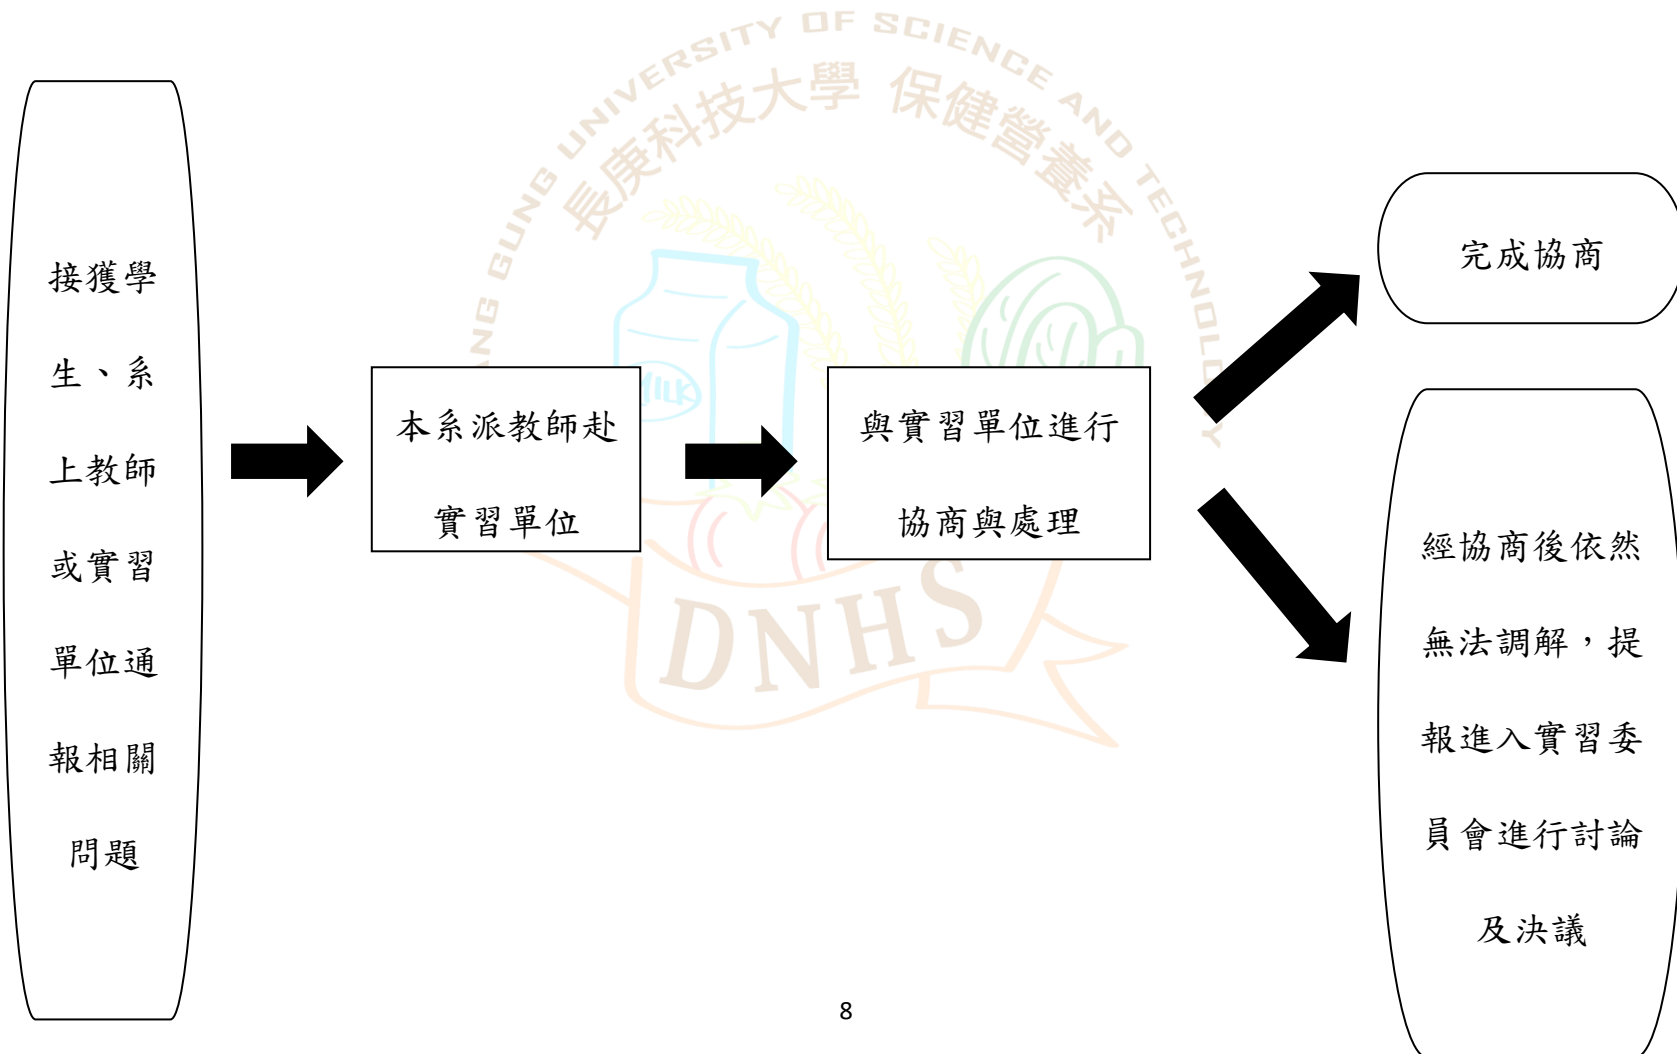 CHANG GUNG UNIVERSITY OF SCIENCE AND TECHNOLOGY
長庚科技大學 保健營養系
接獲學
生、系
上教師
或實習
單位通
報相關
問題
本系派教師赴
實習單位
與實習單位進行
協商與處理
完成協商
經協商後依然
無法調解，提
報進入實習委
員會進行討論
及決議
MILK
DNHS
8